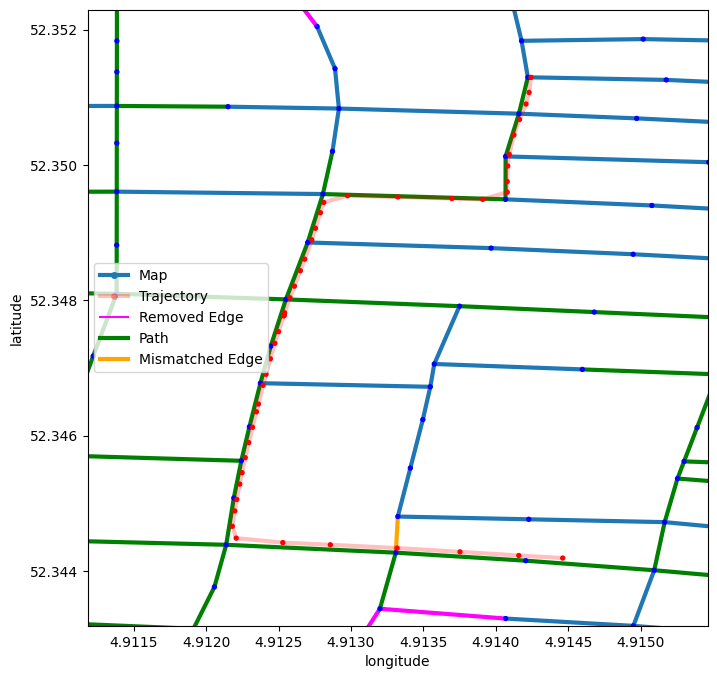 52.352
52.350
52.348
52.346
52.344
latitude
Map
Trajectory
Removed Edge
Path
Mismatched Edge
4.9115 4.9120 4.9125 4.9130 4.9135 4.9140 4.9145 4.9150
longitude